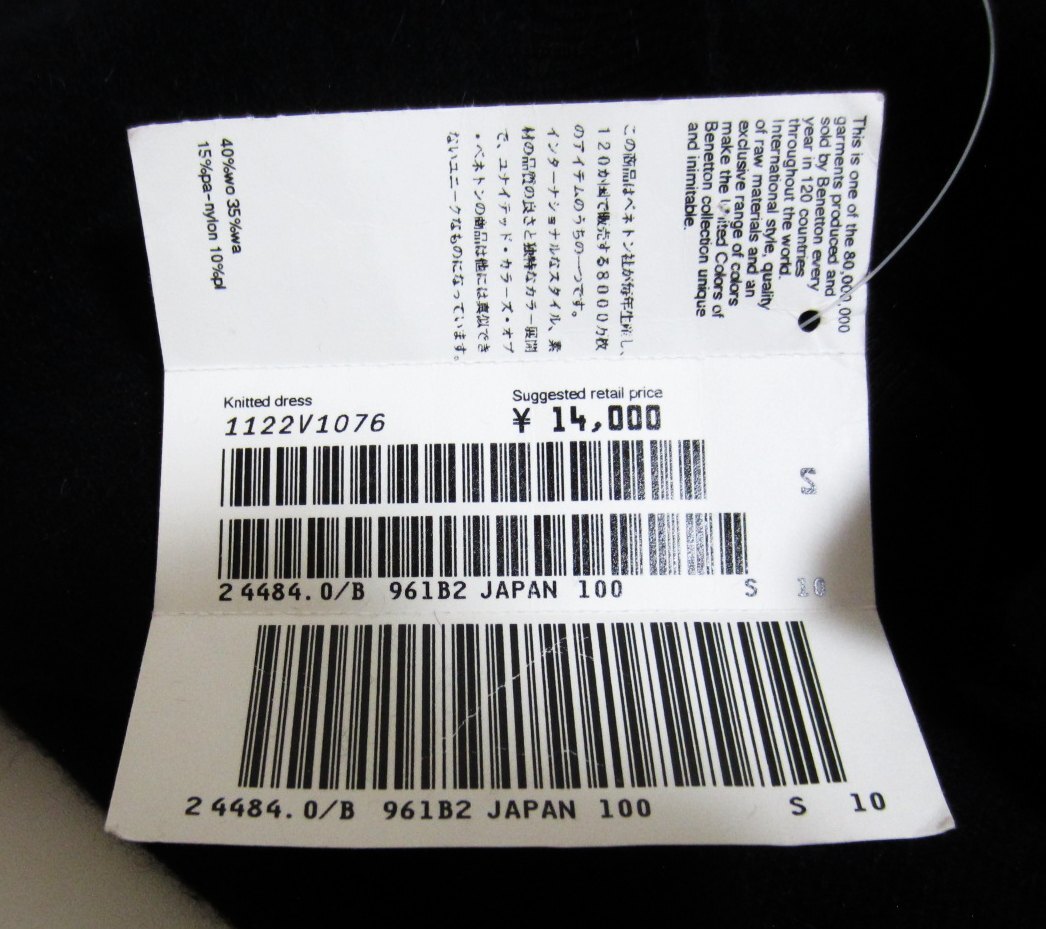 This is one of the 80,000,000
garments produced and
sold by Benetton every
year in 120 countries
throughout the world.
International style, quality
of raw materials and an
exclusive range of colors
make the United Colors of
Benetton collection unique
and inimitable.
この商品はベネトン社が毎年生産し、
120か国で販売する8000万枚
のアイテムのうちの一つです。
インターナショナルなスタイル、素
材の品質の良さと独特なカラー展開
で、ユナイテッド・カラーズ・オブ
・ベネトンの商品は他には真似でき
ないユニークなものになっています。
40%wo 35%wa
15%pa-nylon 10%pl
Knitted dress
1122V1076
Suggested retail price
¥ 14,000
S
2 4484.0/B 961B2 JAPAN 100 S 10
2 4484.0/B 961B2 JAPAN 100 S 10